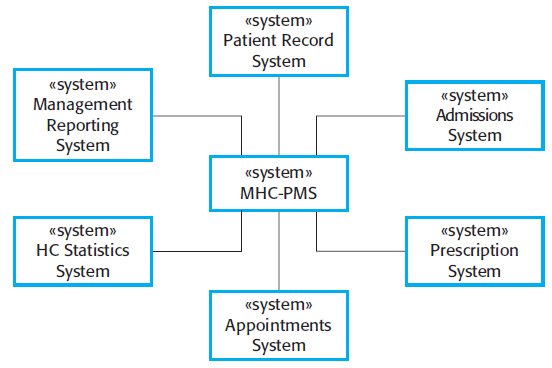 «system»
Patient Record
System
«system»
Management
Reporting
System
«system»
Admissions
System
«system»
MHC-PMS
«system»
HC Statistics
System
«system»
Prescription
System
«system»
Appointments
System